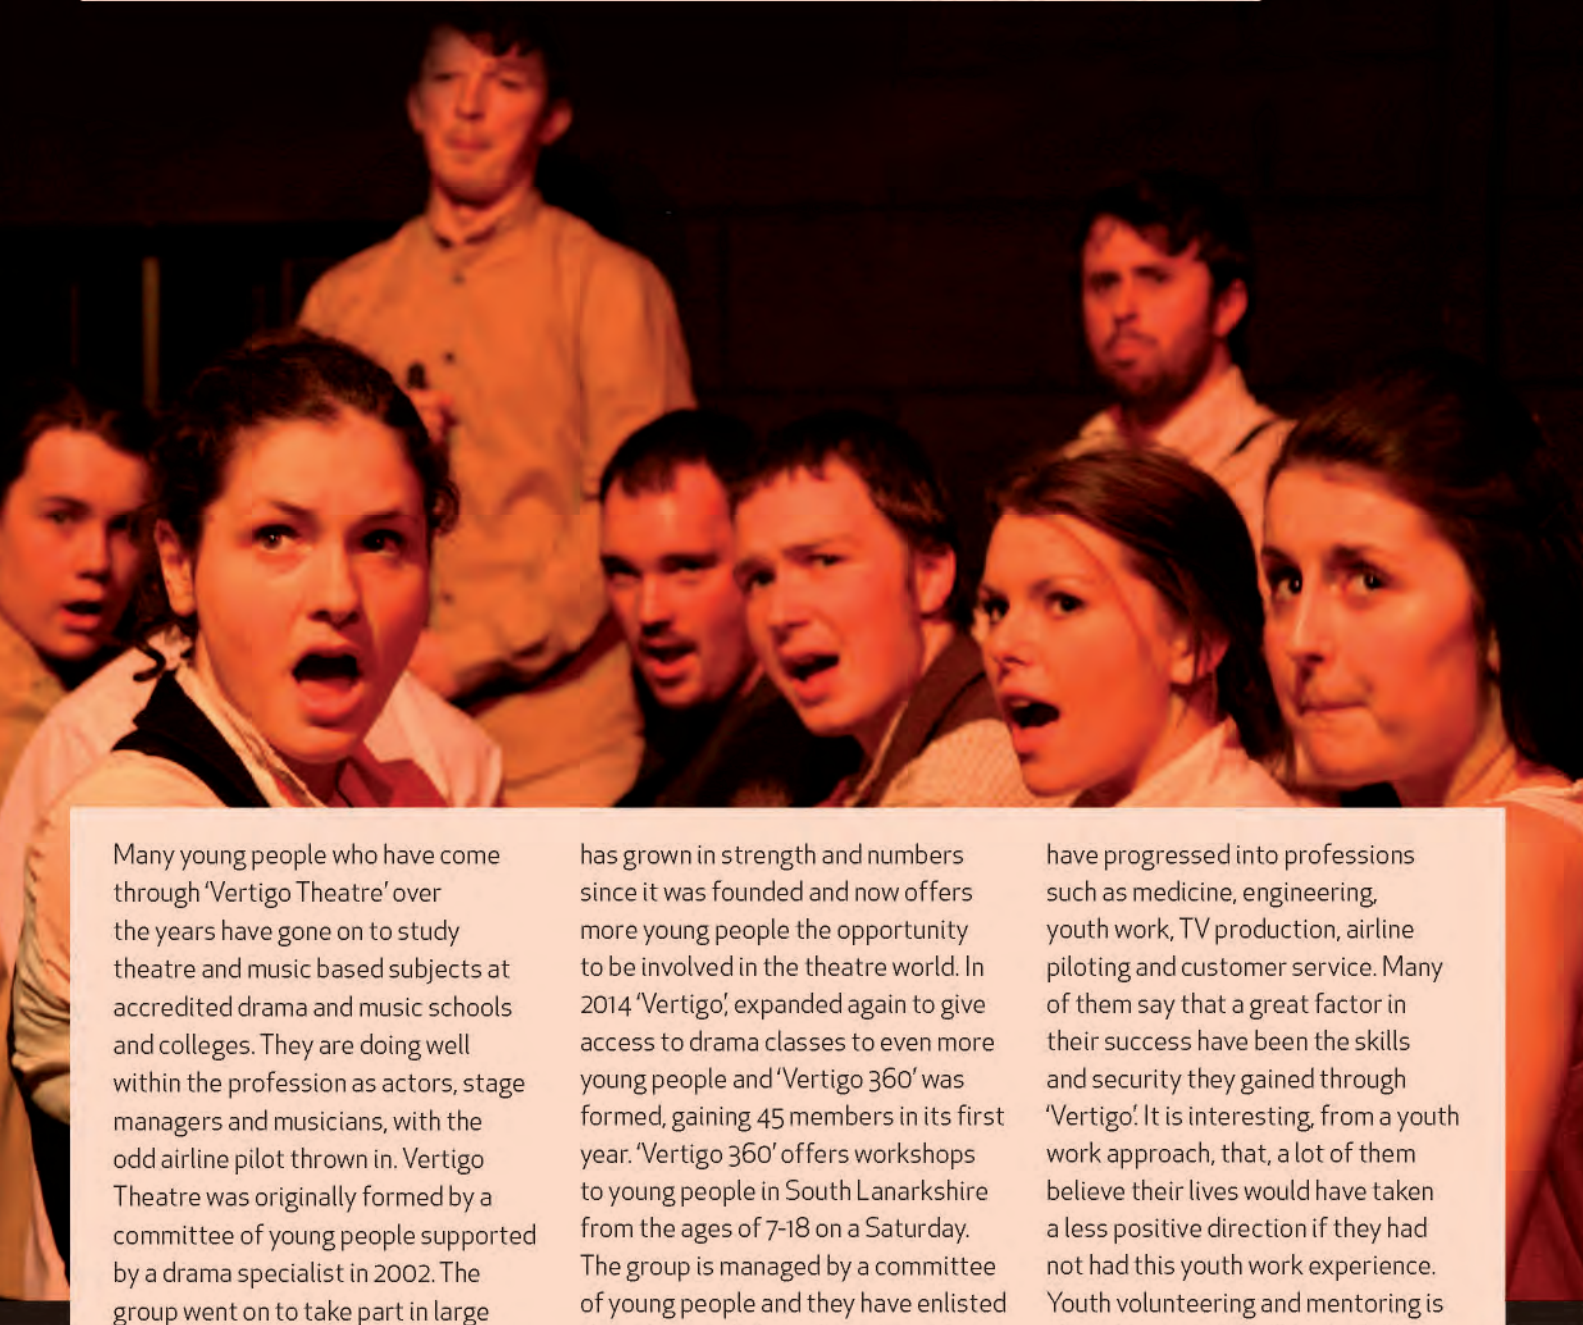 Many young people who have come
through ‘Vertigo Theatre’ over
the years have gone on to study
theatre and music based subjects at
accredited drama and music schools
and colleges. They are doing well
within the profession as actors, stage
managers and musicians, with the
odd airline pilot thrown in. Vertigo
Theatre was originally formed by a
committee of young people supported
by a drama specialist in 2002. The
group went on to take part in large
has grown in strength and numbers
since it was founded and now offers
more young people the opportunity
to be involved in the theatre world. In
2014 ‘Vertigo’, expanded again to give
access to drama classes to even more
young people and ‘Vertigo 360’ was
formed, gaining 45 members in its first
year. ‘Vertigo 360’ offers workshops
to young people in South Lanarkshire
from the ages of 7-18 on a Saturday.
The group is managed by a committee
of young people and they have enlisted
have progressed into professions
such as medicine, engineering,
youth work, TV production, airline
piloting and customer service. Many
of them say that a great factor in
their success have been the skills
and security they gained through
‘Vertigo’. It is interesting, from a youth
work approach, that, a lot of them
believe their lives would have taken
a less positive direction if they had
not had this youth work experience.
Youth volunteering and mentoring is